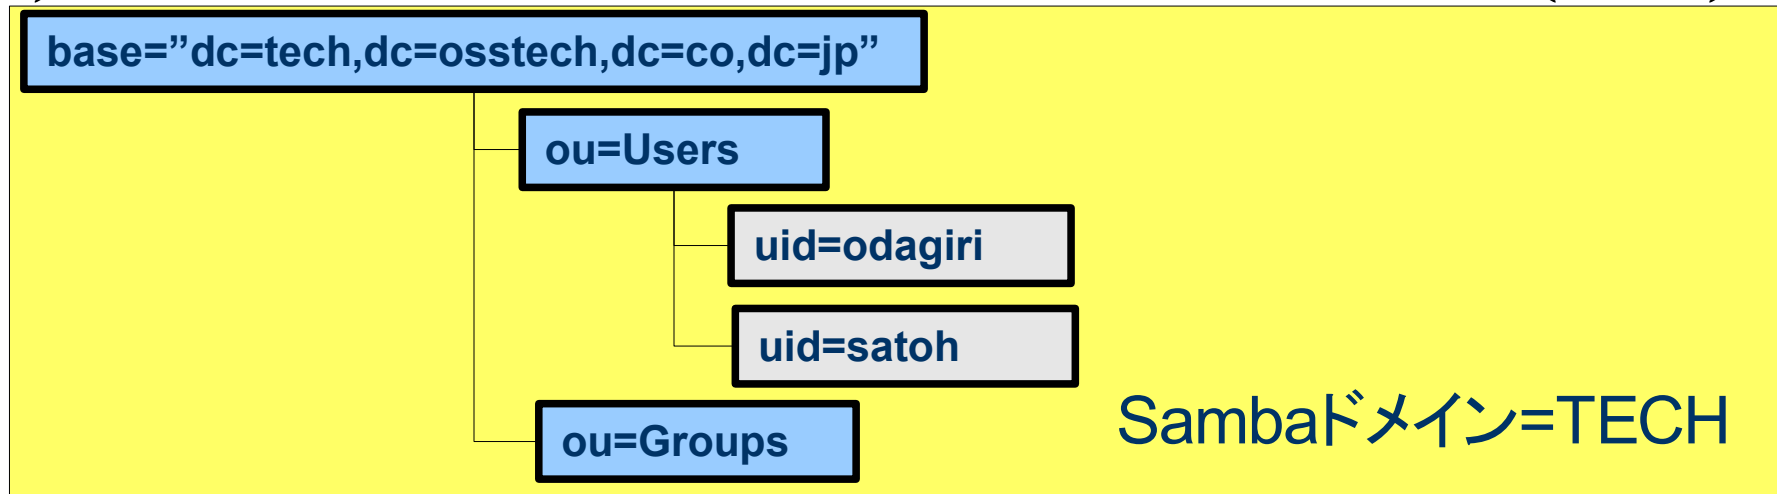 base=”dc=tech,dc=osstech,dc=co,dc=jp”
ou=Users
uid=odagiri
uid=satoh
ou=Groups
Sambaドメイン=TECH